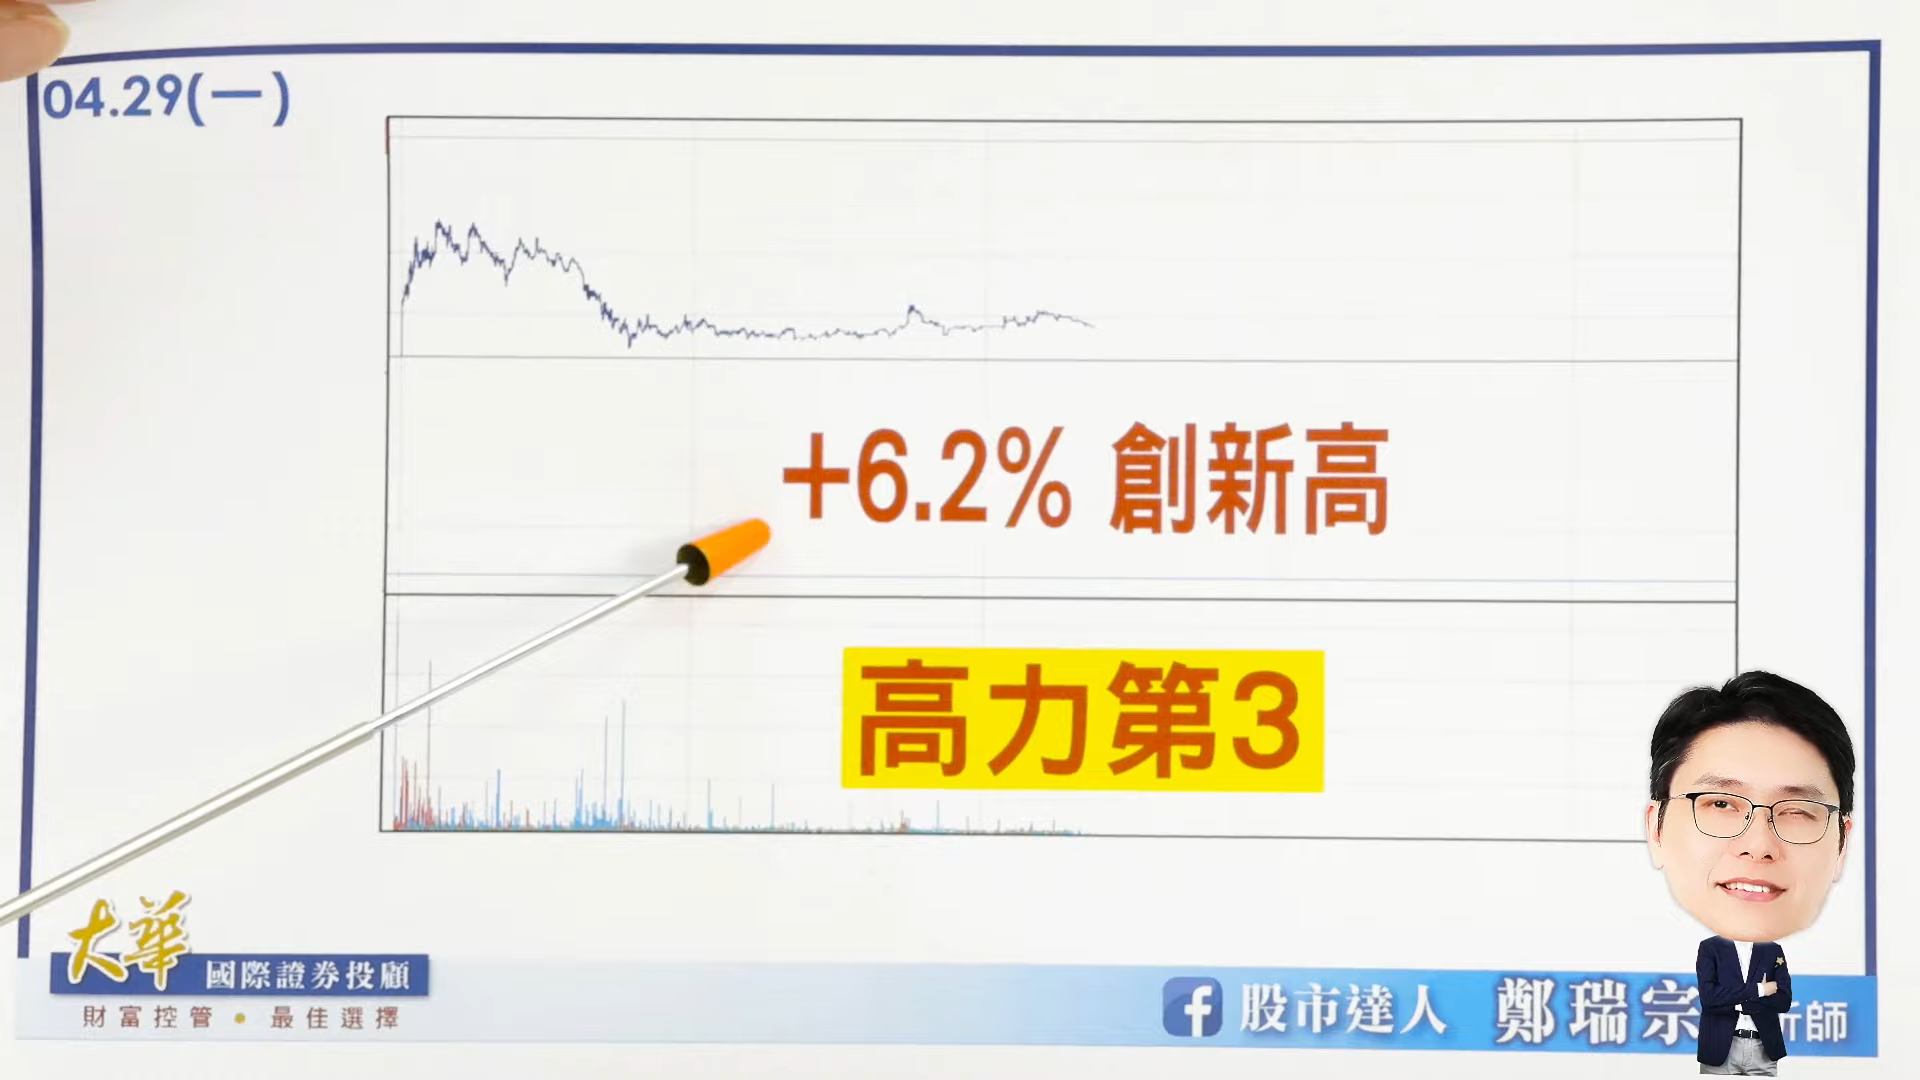 04.29(一)
+6.2% 創新高
高力第3
大華
國際證券投顧
財富控管•最佳選擇
股市達人 鄭瑞宗
師